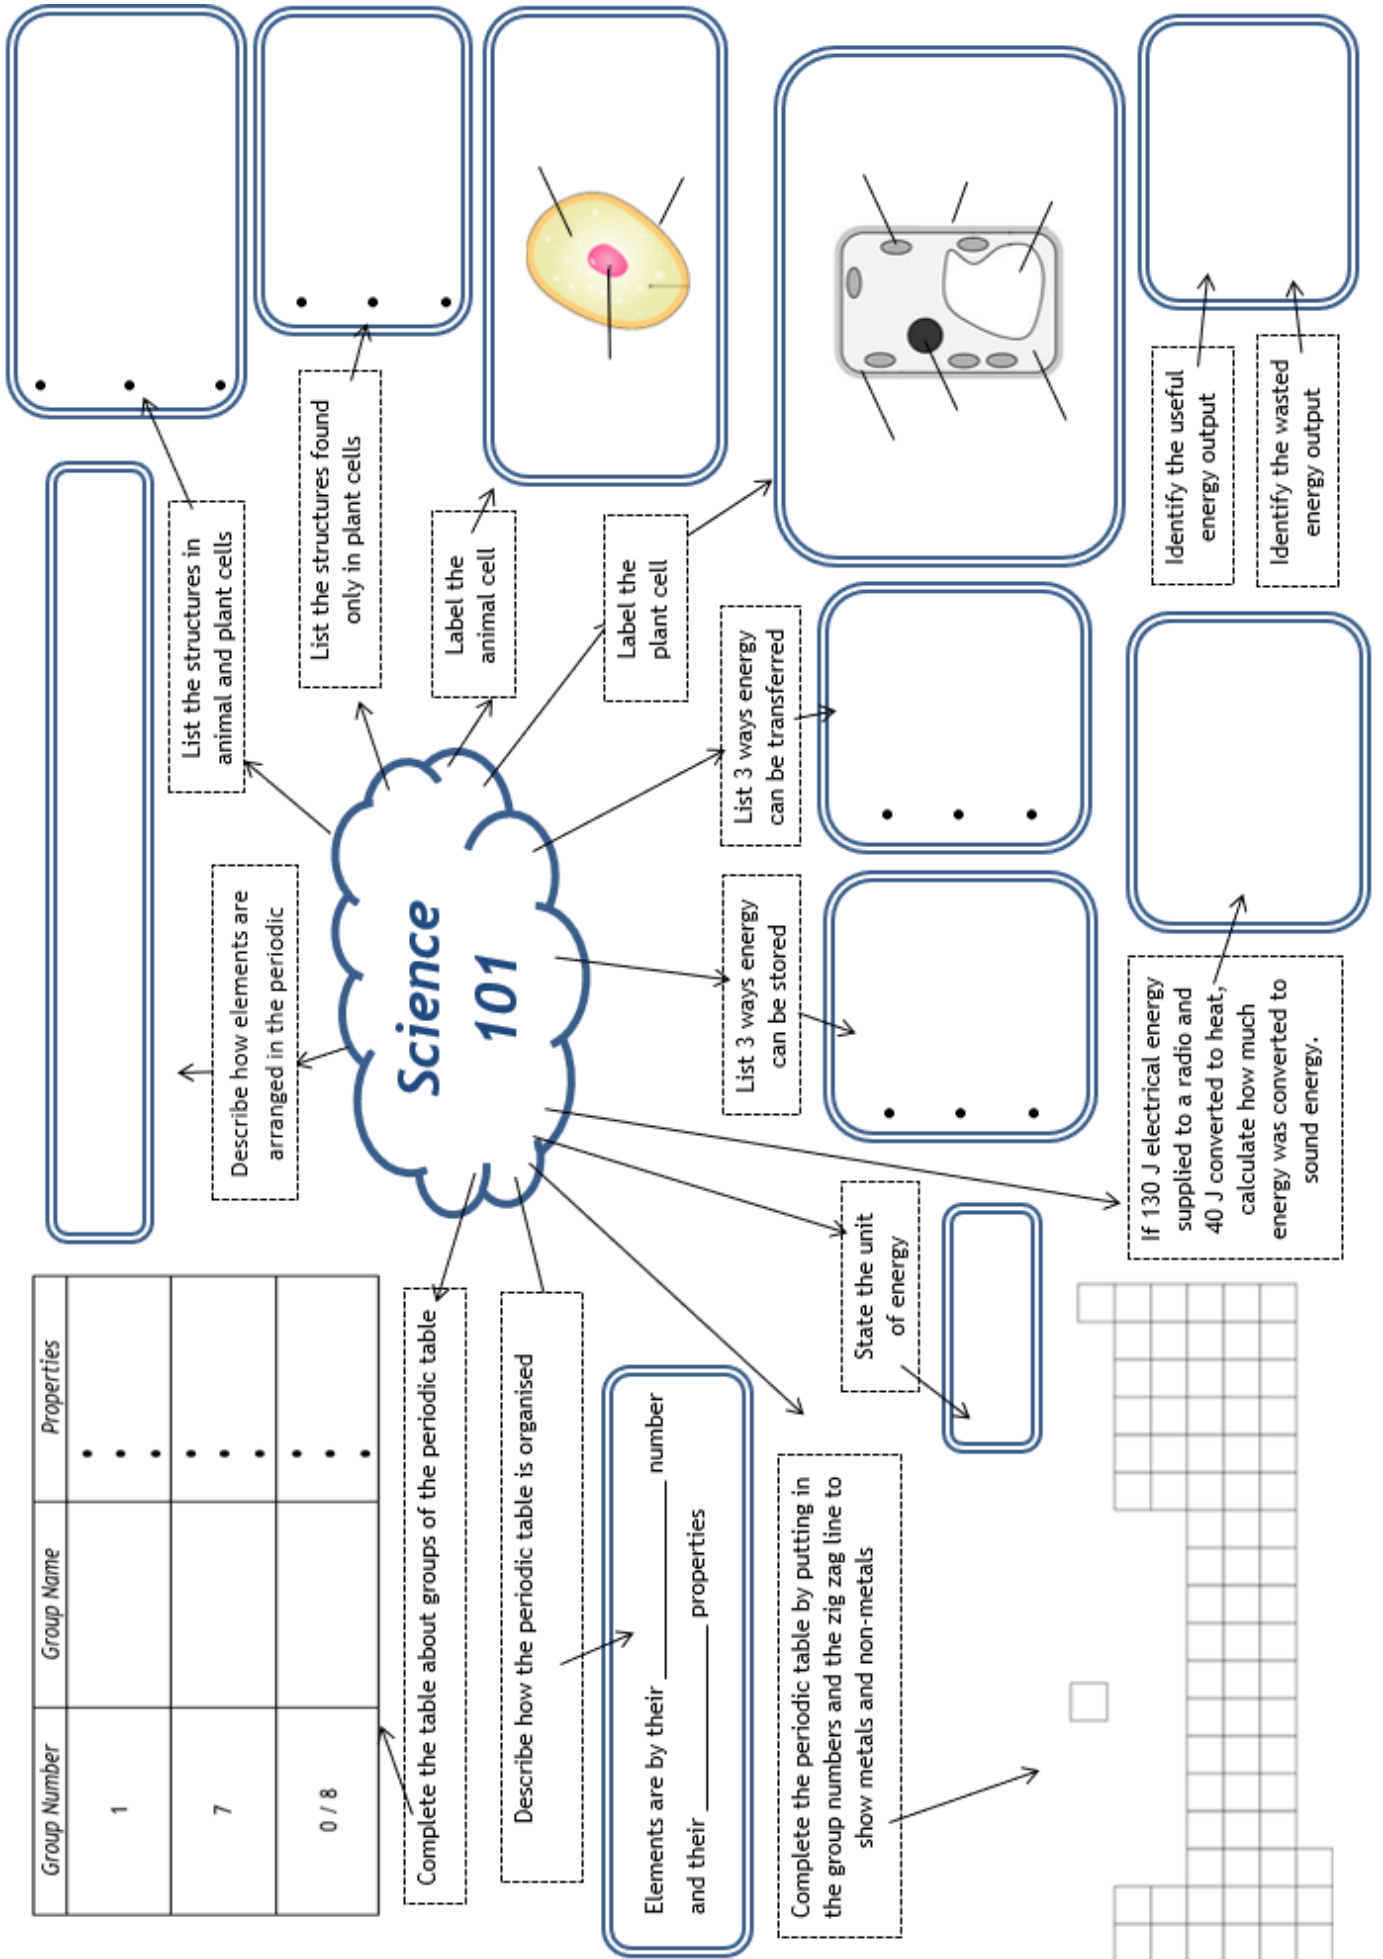 Group Number	Group Name	Properties
1
7
0 / 8
Complete the table about groups of the periodic table
Describe how the periodic table is organised
Elements are by their ____________ number
and their ____________ properties
Complete the periodic table by putting in
the group numbers and the zig zag line to
show metals and non-metals
Describe how elements are
arranged in the periodic
Science
101
List the structures in
animal and plant cells
List the structures found
only in plant cells
Label the
animal cell
Label the
plant cell
List 3 ways energy
can be transferred
List 3 ways energy
can be stored
State the unit
of energy
If 130 J electrical energy
supplied to a radio and
40 J converted to heat,
calculate how much
energy was converted to
sound energy.
Identify the useful
energy output
Identify the wasted
energy output